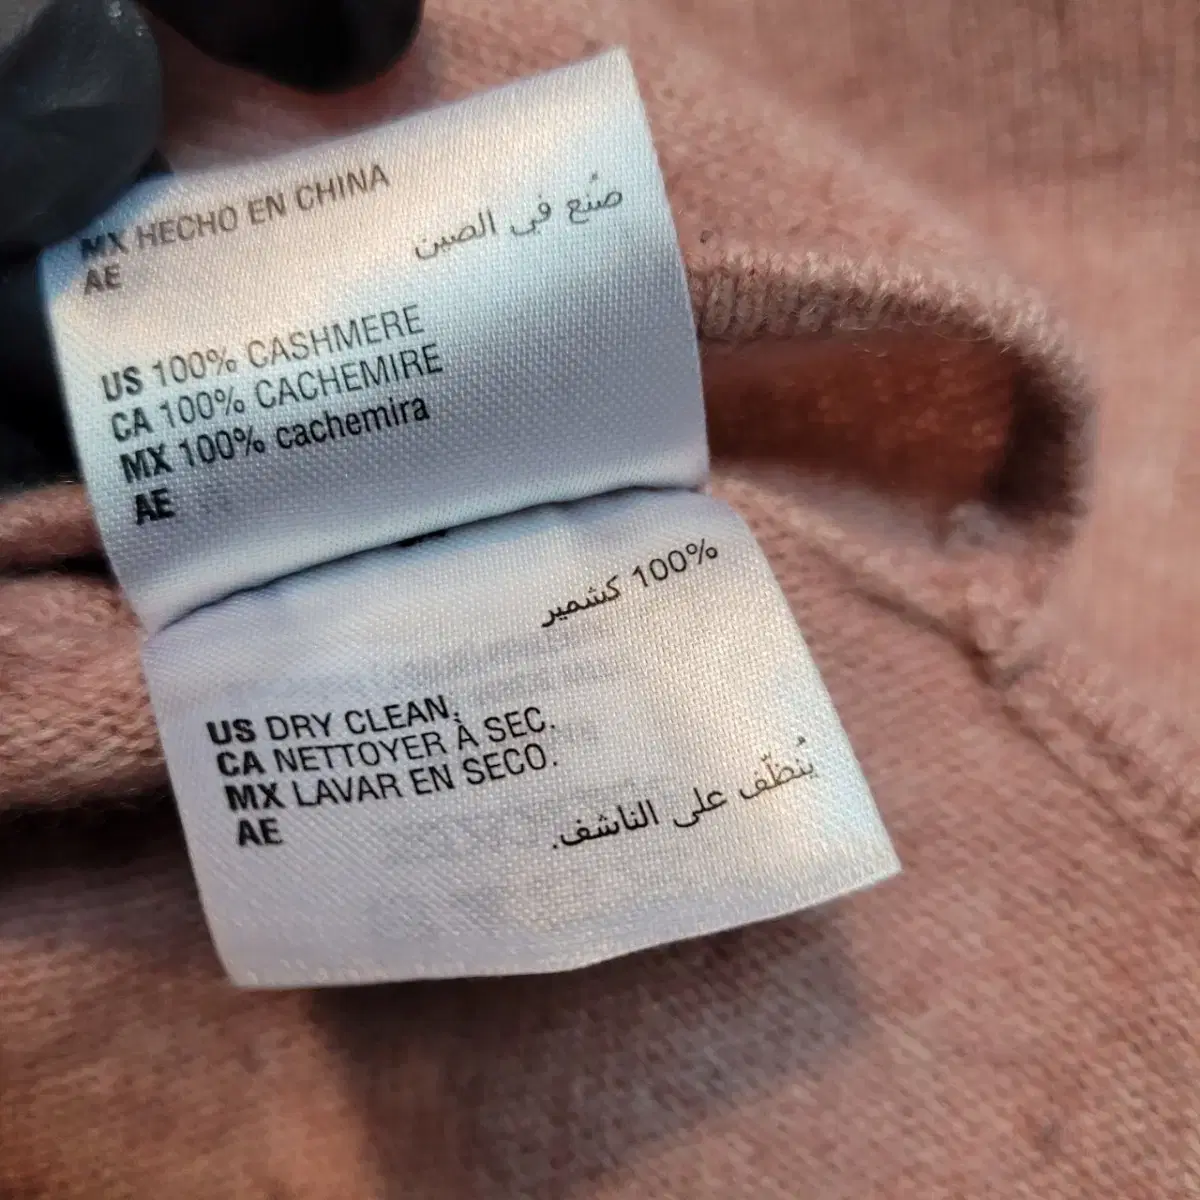 MX HECHO EN CHINA
AE
صُنع في الصين
US 100% CASHMERE
CA 100% CACHEMIRE
MX 100% cachemira
AE
100% كشمير
US DRY CLEAN.
CA NETTOYER À SEC.
MX LAVAR EN SECO.
AE
يُنظّف على الناشف.